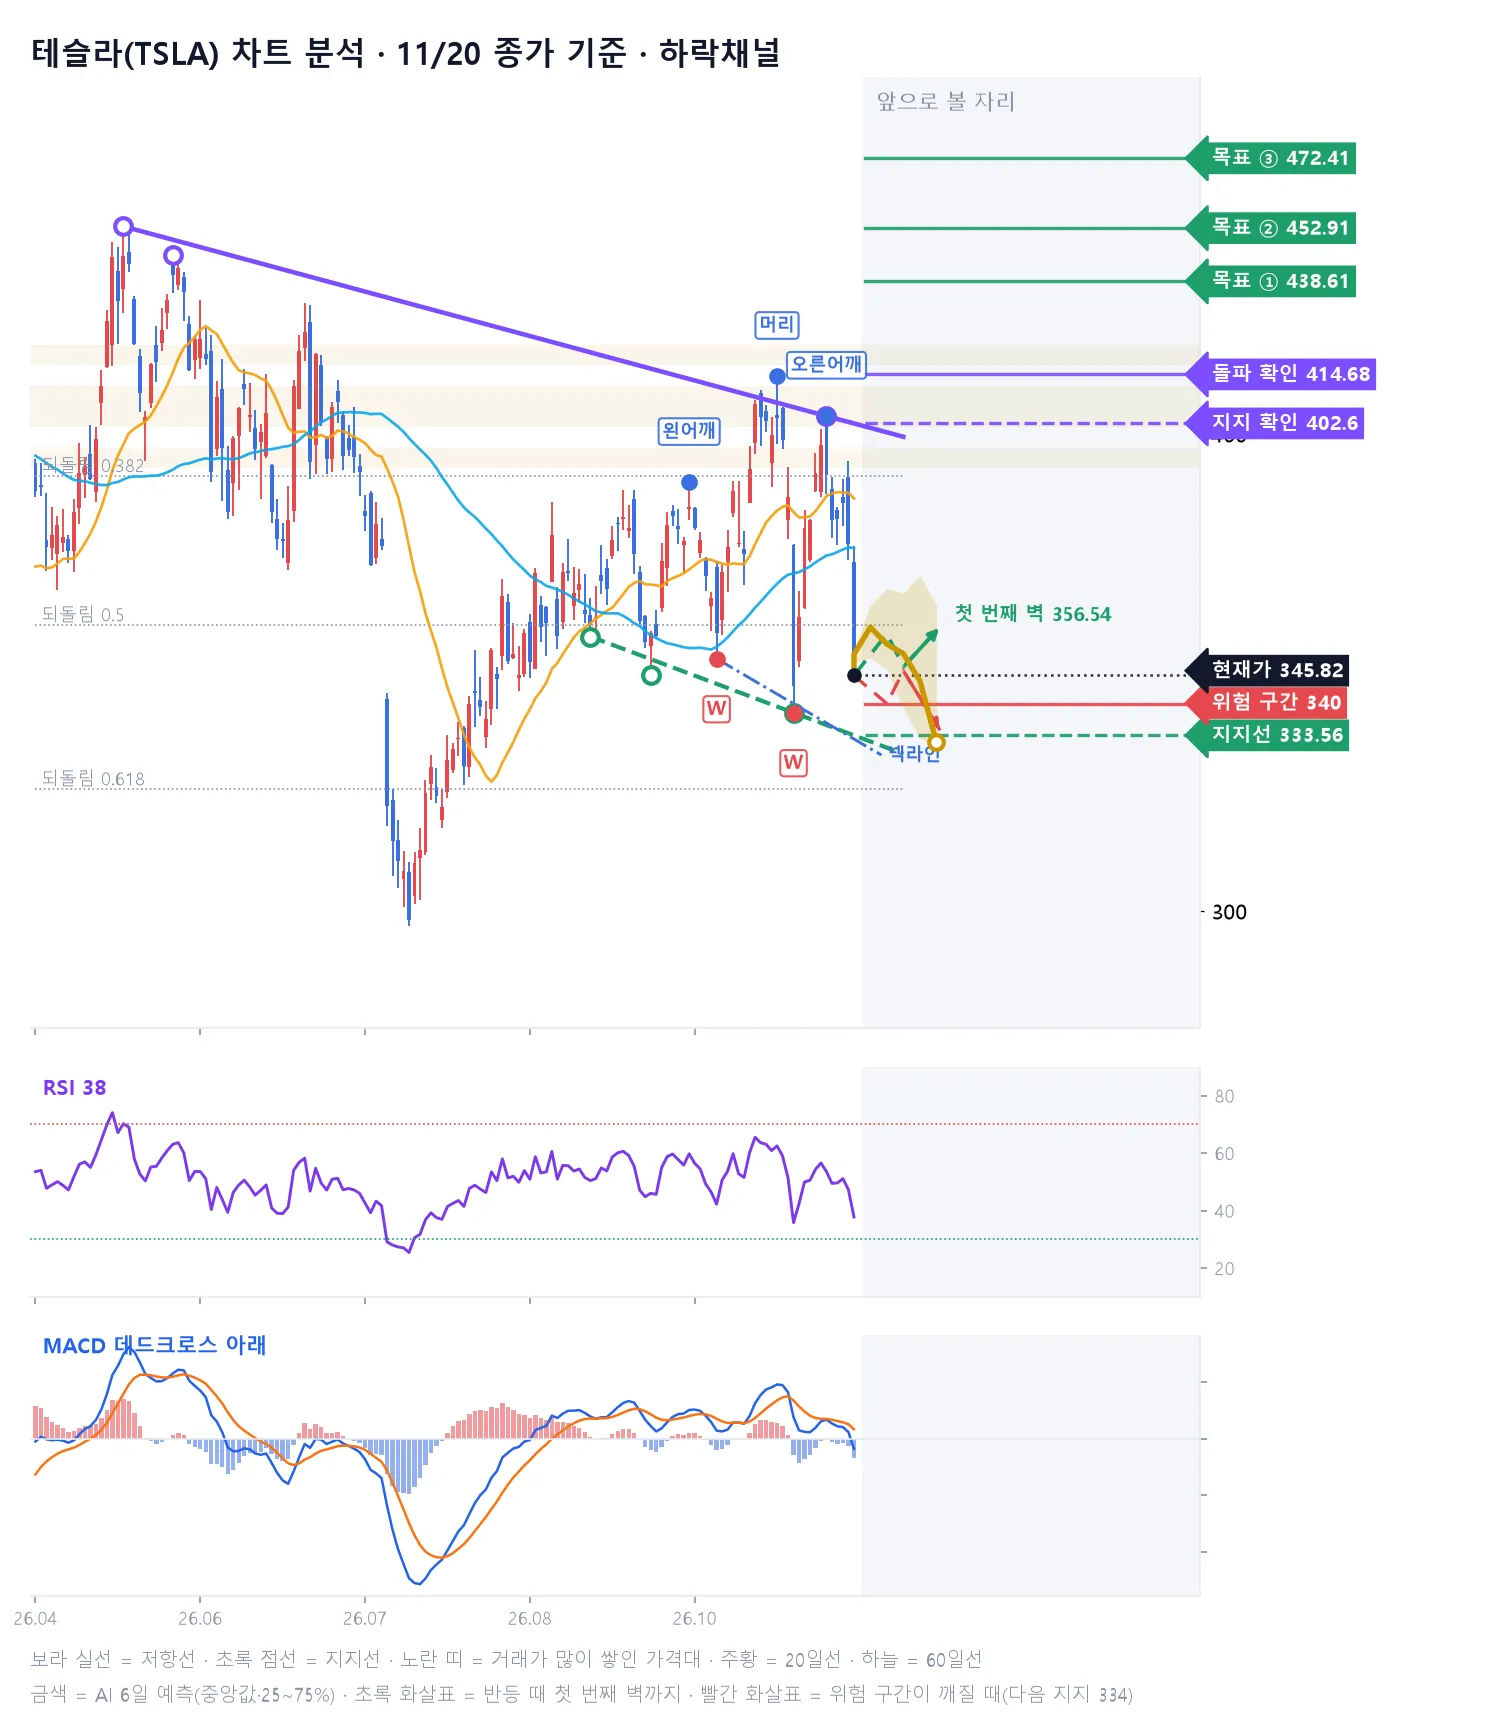 테슬라(TSLA) 차트 분석 · 11/20 종가 기준 · 하락채널
앞으로 볼 자리
목표 ③ 472.41
목표 ② 452.91
목표 ① 438.61
머리
오른어깨
돌파 확인 414.68
왼어깨
지지 확인 402.6
되돌림 0.382
되돌림 0.5
첫 번째 벽 356.54
현재가 345.82
위험 구간 340
W
지지선 333.56
W
되돌림 0.618
300
RSI 38
80
60
40
20
MACD 데드크로스 아래
26.04
26.06
26.07
26.08
26.10
보라 실선 = 저항선 · 초록 점선 = 지지선 · 노란 띠 = 거래가 많이 쌓인 가격대 · 주황 = 20일선 · 하늘 = 60일선
금색 = AI 6일 예측(중앙값·25~75%) · 초록 화살표 = 반등 때 첫 번째 벽까지 · 빨간 화살표 = 위험 구간이 깨질 때(다음 지지 334)